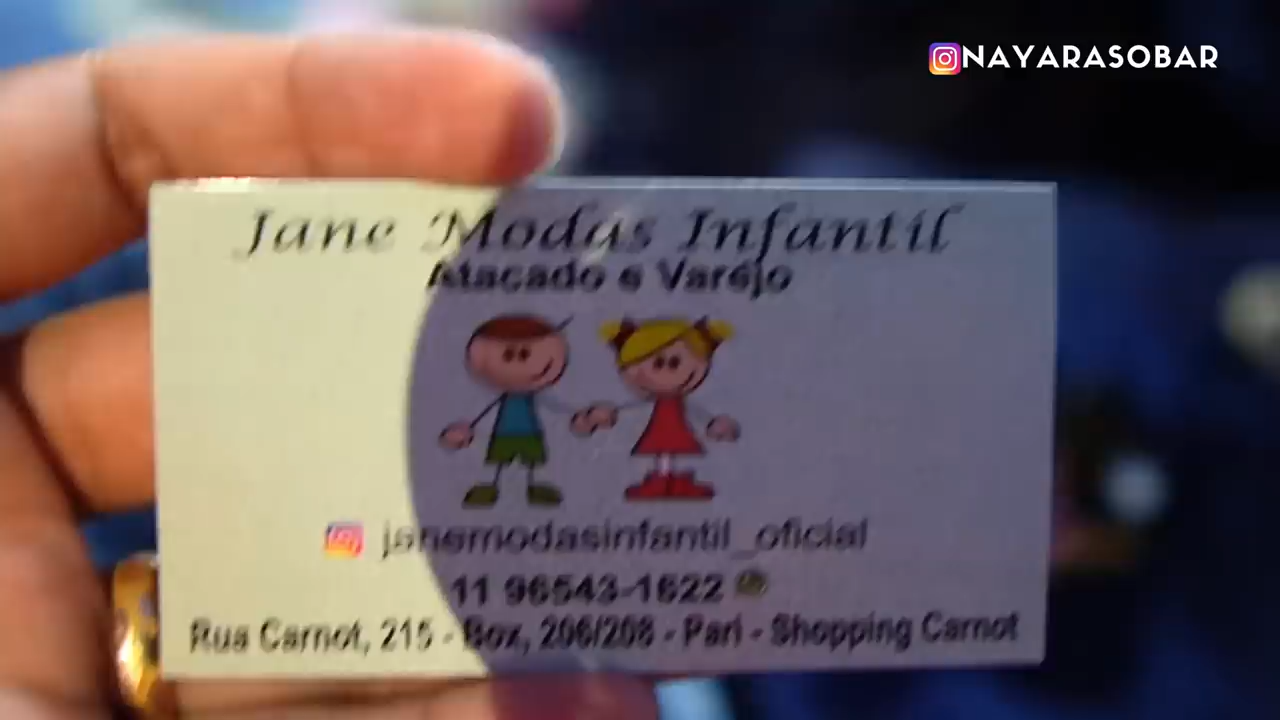 NAYARASOBAR
Jane Modas Infantil
Atacado e Varejo
janemodasinfantil_oficial
11 96543-1622
Rua Carnot, 215 - Box, 206/208 - Pari - Shopping Carnot